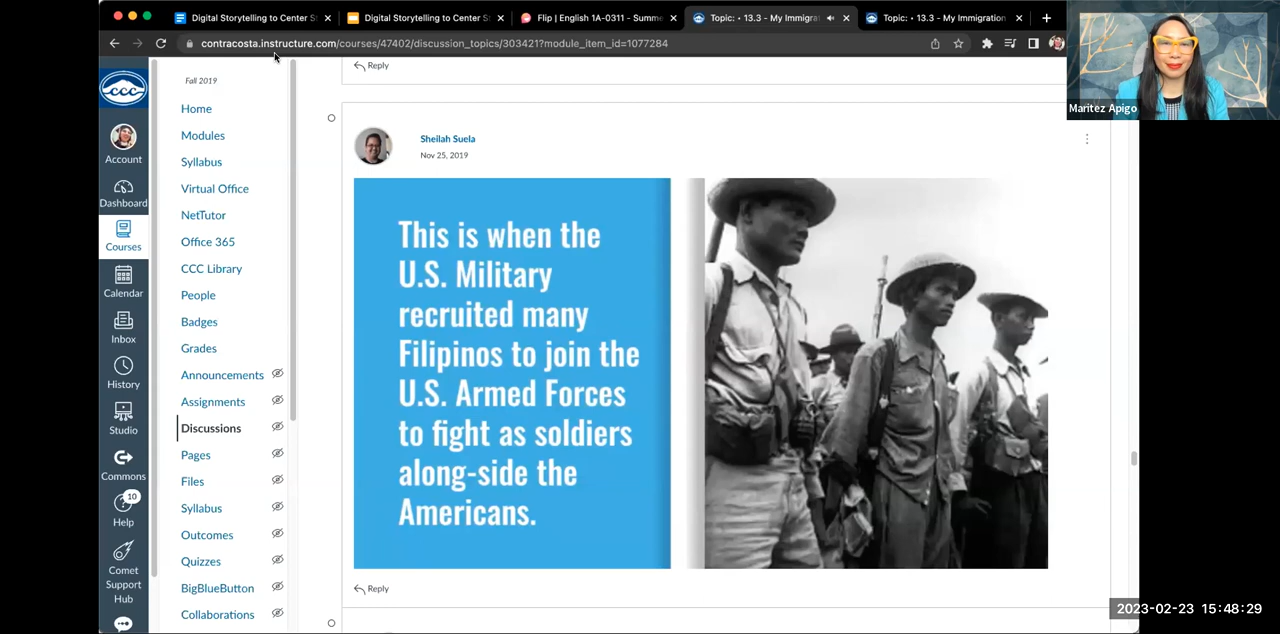 Digital Storytelling to Center St
Digital Storytelling to Center S
Flip | English 1A-0311 - Summe
Topic: • 13.3 - My Immigrat
Topic: • 13.3 - My Immigration
contracosta.instructure.com/courses/47402/discussion_topics/303421?module_item_id=1077284
Maritez Apigo
CCC
Account
Dashboard
Courses
Calendar
Inbox
History
Studio
Commons
10
Help
Comet
Support
Hub
Fall 2019
Home
Modules
Syllabus
Virtual Office
NetTutor
Office 365
CCC Library
People
Badges
Grades
Announcements
Assignments
Discussions
Pages
Files
Syllabus
Outcomes
Quizzes
BigBlueButton
Collaborations
Reply
Sheilah Suela
Nov 25, 2019
This is when the
U.S. Military
recruited many
Filipinos to join the
U.S. Armed Forces
to fight as soldiers
along-side the
Americans.
Reply
2023-02-23 15:48:29